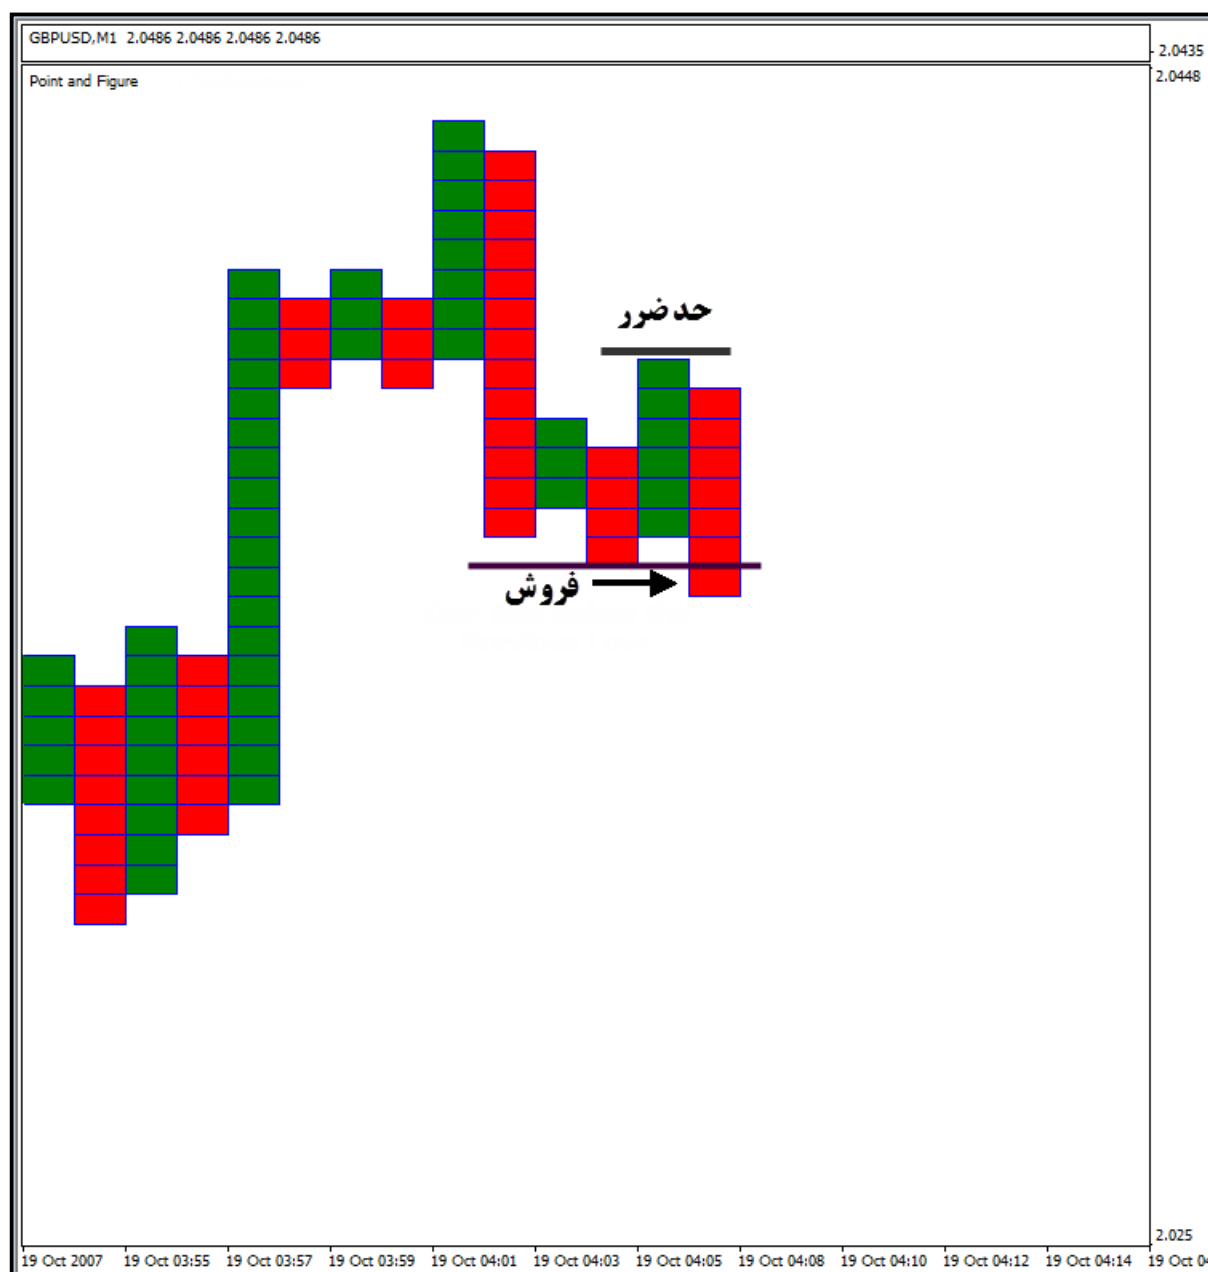 GBPUSD,M1 2.0486 2.0486 2.0486 2.0486
2.0435
2.0448
Point and Figure
حدضرر
فروش
2.025
19 Oct 2007 19 Oct 03:55 19 Oct 03:57 19 Oct 03:59 19 Oct 04:01 19 Oct 04:03 19 Oct 04:05 19 Oct 04:08 19 Oct 04:10 19 Oct 04:12 19 Oct 04:14 19 Oct 04